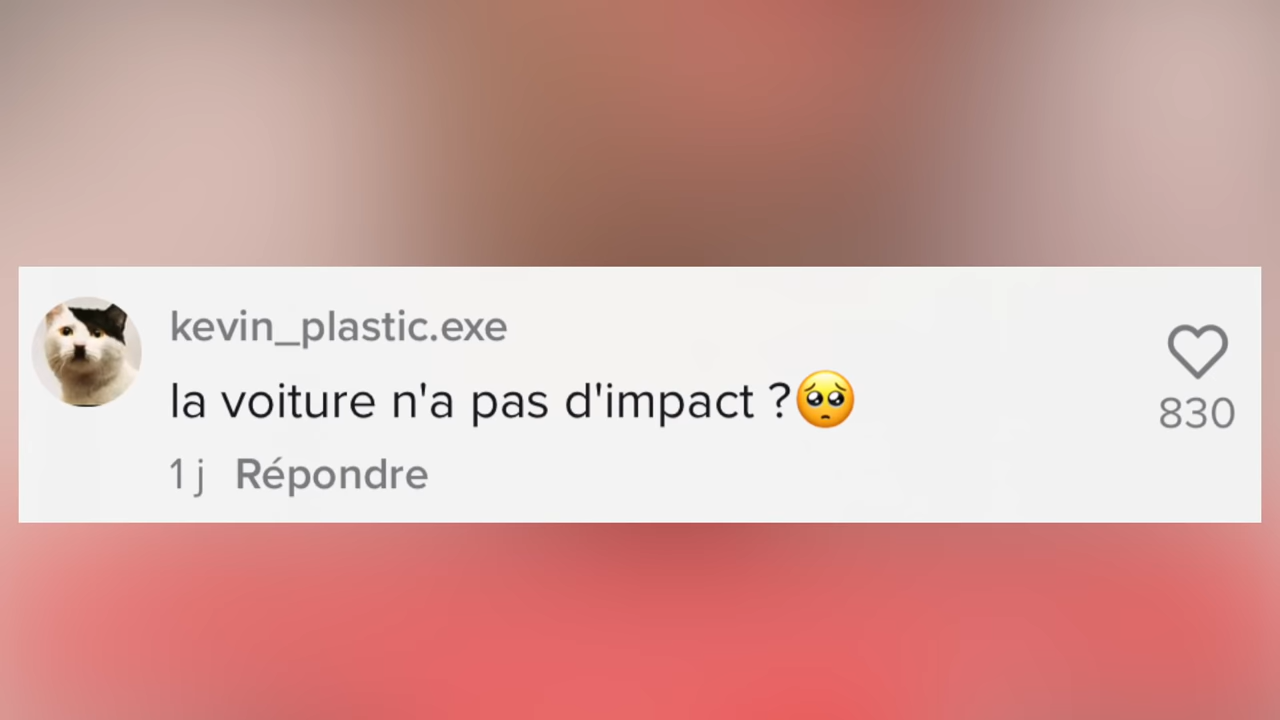 kevin_plastic.exe
la voiture n'a pas d'impact ?🥺
1 j Répondre
830